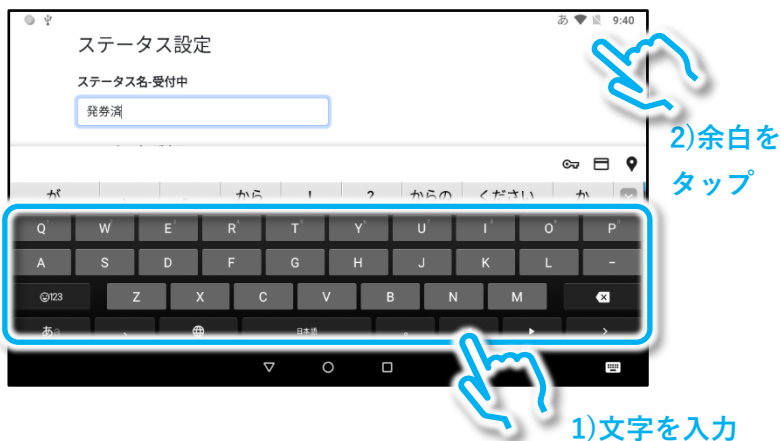 あ 9:40
ステータス設定
ステータス名-受付中
発券済
2)余白を
タップ
が 、 。 から ! ? からの ください か
Q W E R T Y U I O P
A S D F G H J K L -
123 Z X C V B N M
あa 、 日本語 。
1)文字を入力